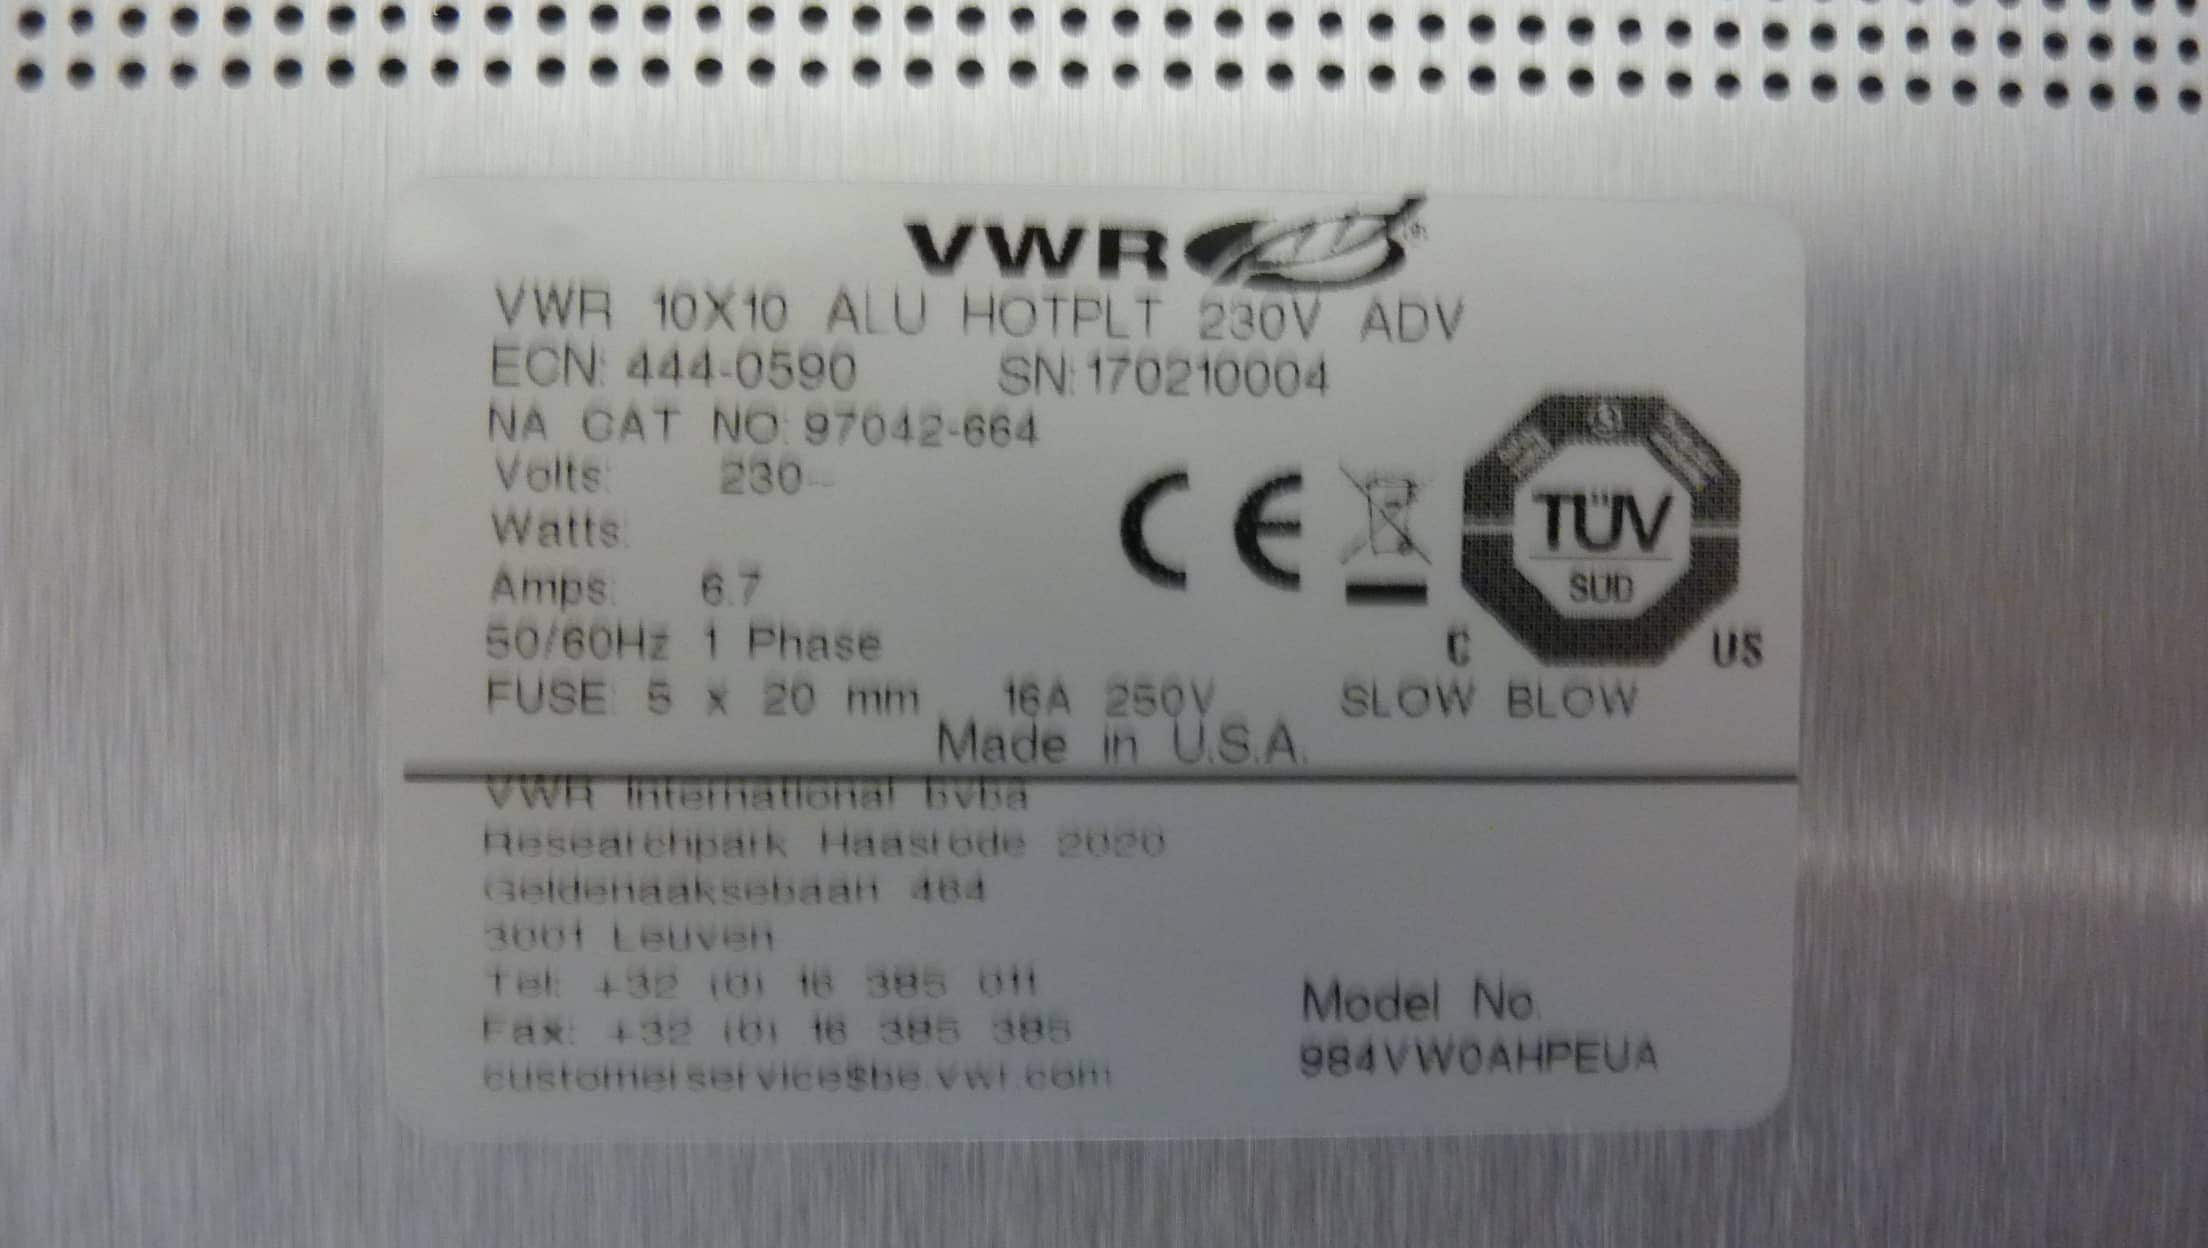 VWR
VWR 10X10 ALU HOTPLT 230V ADV
ECN: 444-0590 SN:170210004
NA CAT NO: 97042-664
Volts: 230~
Watts:
Amps: 6.7
50/60Hz 1 Phase
FUSE: 5 x 20 mm 16A 250V SLOW BLOW
CE
TÜV
SÜD
C US
Made in U.S.A.
VWR International bvba
Researchpark Haasrode 2020
Geldenaaksebaan 464
3001 Leuven
Tel: +32 (0) 16 385 011
Fax: +32 (0) 16 385 385
customerservice$be.vwr.com
Model No.
984VW0AHPEUA